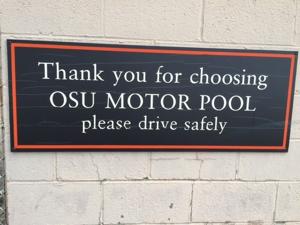 Thank you for choosing
OSU MOTOR POOL
please drive safely